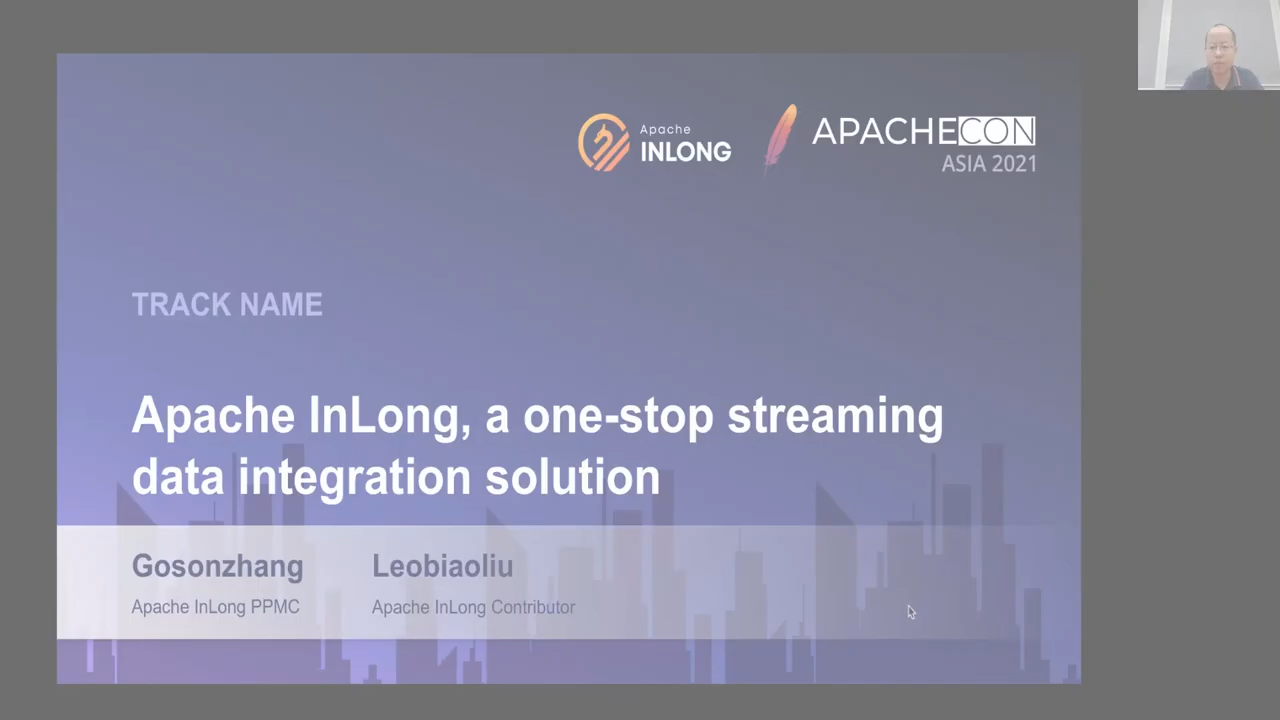 Apache
INLONG
APACHECON
ASIA 2021
TRACK NAME
Apache InLong, a one-stop streaming
data integration solution
Gosonzhang
Leobiaoliu
Apache InLong PPMC
Apache InLong Contributor